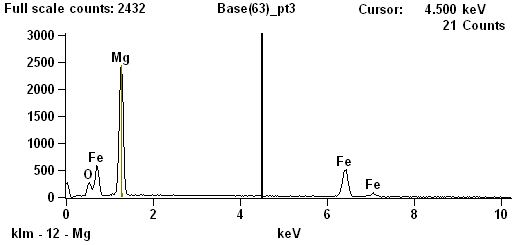 Full scale counts: 2432 Base(63)_pt3 Cursor: 4.500 keV
21 Counts
3000
2500
2000
1500
1000
500
0
Mg
Fe
O
Fe
Fe
0 2 4 6 8 10
klm - 12 - Mg keV